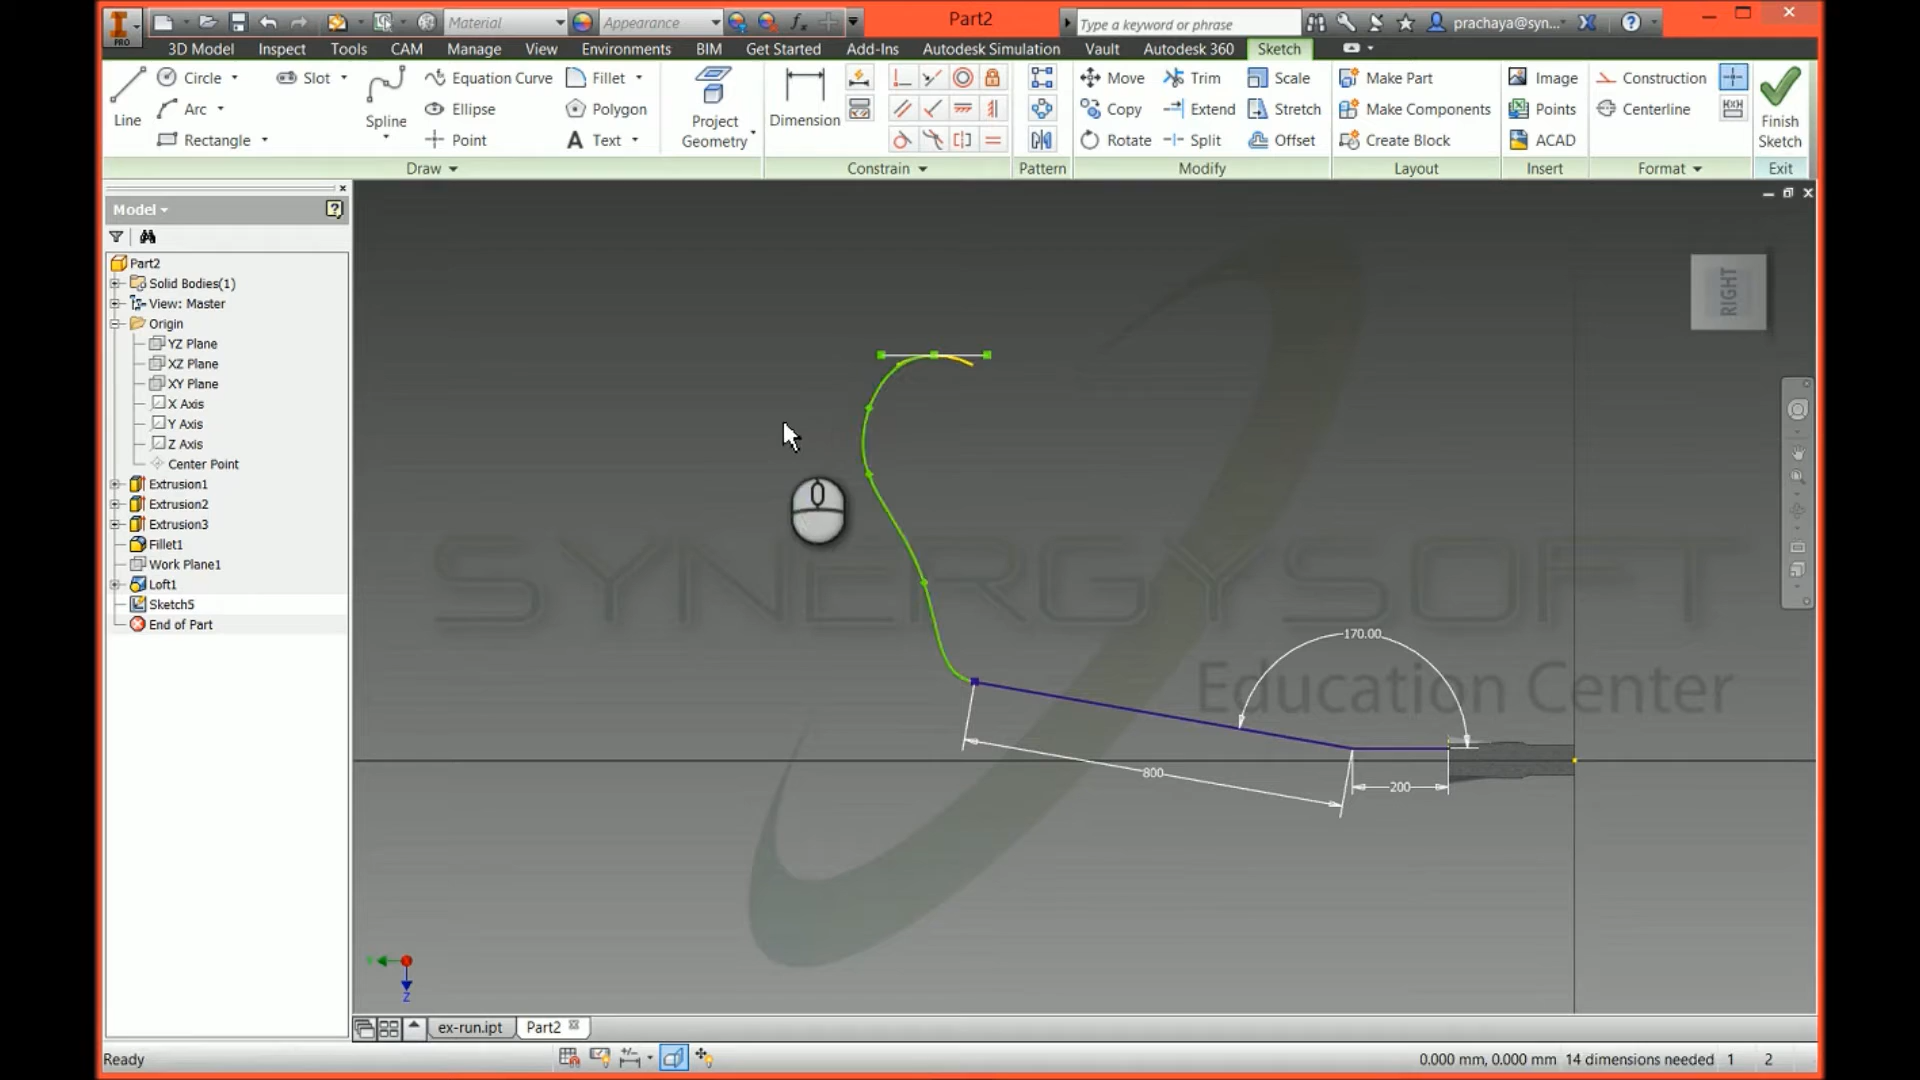 PRO
Material
Appearance
Part2
Type a keyword or phrase
prachaya@syn...
3D Model Inspect Tools CAM Manage View Environments BIM Get Started Add-Ins Autodesk Simulation Vault Autodesk 360 Sketch
Line
Circle
Arc
Rectangle
Slot
Spline
Equation Curve
Ellipse
Point
Fillet
Polygon
Text
Project
Geometry
Dimension
Move
Copy
Rotate
Trim
Extend
Split
Scale
Stretch
Offset
Make Part
Make Components
Create Block
Image
Points
ACAD
Construction
Centerline
Finish
Sketch
Draw
Constrain
Pattern
Modify
Layout
Insert
Format
Exit
Model
Part2
Solid Bodies(1)
View: Master
Origin
YZ Plane
XZ Plane
XY Plane
X Axis
Y Axis
Z Axis
Center Point
Extrusion1
Extrusion2
Extrusion3
Fillet1
Work Plane1
Loft1
Sketch5
End of Part
RIGHT
SYNERGYSOFT
Education Center
170.00
800
200
Z
ex-run.ipt
Part2
Ready
0.000 mm, 0.000 mm 14 dimensions needed 1 2